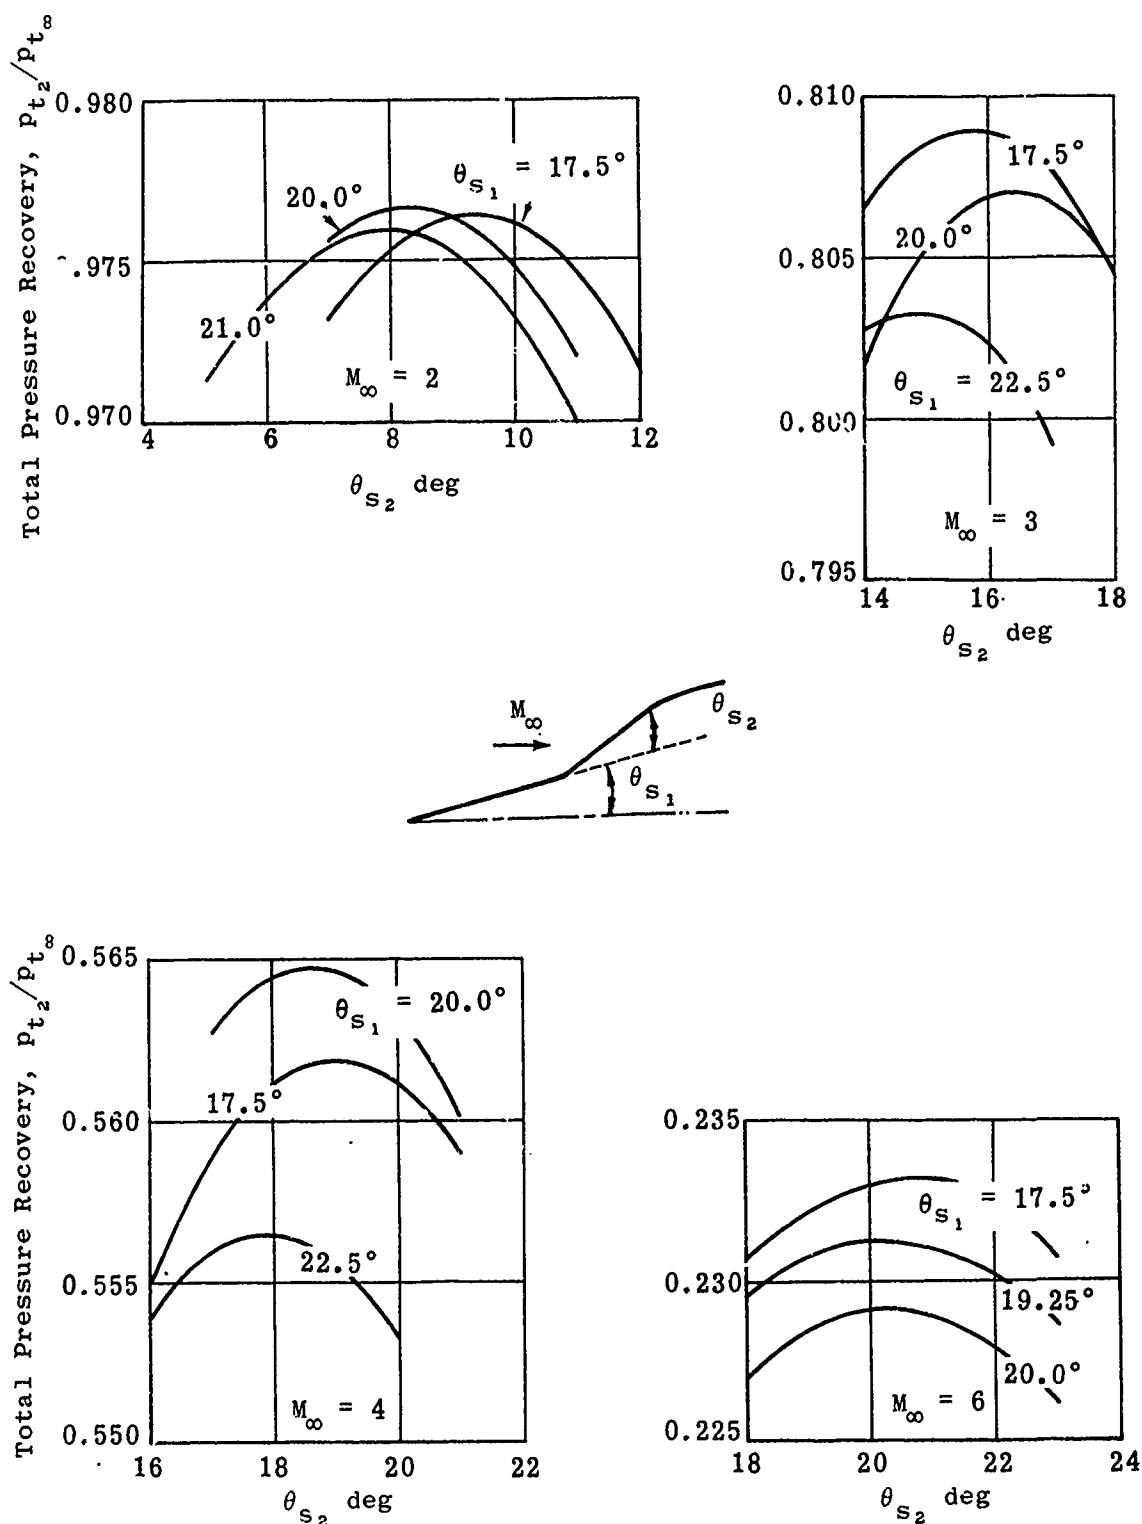 Total Pressure Recovery, p_t₂/p_t∞
0.980
.975
0.970
4 6 8 10 12
θ_s₂ deg
20.0°
θ_s₁ = 17.5°
21.0°
M∞ = 2
0.810
0.805
0.800
0.795
14 16 18
θ_s₂ deg
17.5°
20.0°
θ_s₁ = 22.5°
M∞ = 3
M∞
θ_s₂
θ_s₁
Total Pressure Recovery, p_t₂/p_t∞
0.565
0.560
0.555
0.550
16 18 20 22
θ_s₂ deg
θ_s₁ = 20.0°
17.5°
22.5°
M∞ = 4
0.235
0.230
0.225
18 20 22 24
θ_s₂ deg
θ_s₁ = 17.5°
19.25°
20.0°
M∞ = 6